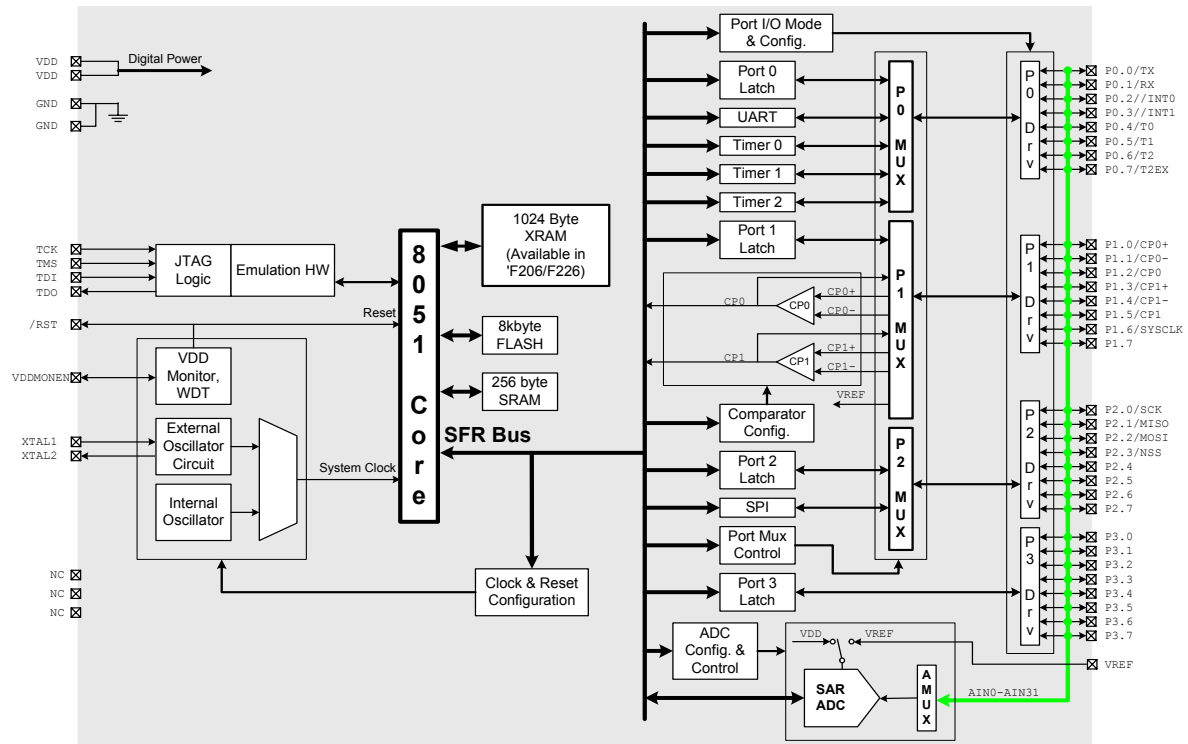 VDD
VDD
Digital Power
GND
GND
TCK
TMS
TDI
TDO
JTAG
Logic
Emulation HW
/RST
Reset
VDD
Monitor,
WDT
VDDMONEN
External
Oscillator
Circuit
XTAL1
XTAL2
Internal
Oscillator
System Clock
NC
NC
NC
8
0
5
1
C
o
r
e
1024 Byte
XRAM
(Available in
'F206/F226)
8kbyte
FLASH
256 byte
SRAM
SFR Bus
Clock & Reset
Configuration
Port I/O Mode
& Config.
Port 0
Latch
UART
Timer 0
Timer 1
Timer 2
Port 1
Latch
CP0
CP0
CP0+
CP0-
CP1
CP1
CP1+
CP1-
VREF
Comparator
Config.
Port 2
Latch
SPI
Port Mux
Control
Port 3
Latch
ADC
Config. &
Control
VDD
VREF
SAR
ADC
A
M
U
X
AIN0-AIN31
P
0
M
U
X
P
1
M
U
X
P
2
M
U
X
P
0
D
r
v
P
1
D
r
v
P
2
D
r
v
P
3
D
r
v
P0.0/TX
P0.1/RX
P0.2//INT0
P0.3//INT1
P0.4/T0
P0.5/T1
P0.6/T2
P0.7/T2EX
P1.0/CP0+
P1.1/CP0-
P1.2/CP0
P1.3/CP1+
P1.4/CP1-
P1.5/CP1
P1.6/SYSCLK
P1.7
P2.0/SCK
P2.1/MISO
P2.2/MOSI
P2.3/NSS
P2.4
P2.5
P2.6
P2.7
P3.0
P3.1
P3.2
P3.3
P3.4
P3.5
P3.6
P3.7
VREF